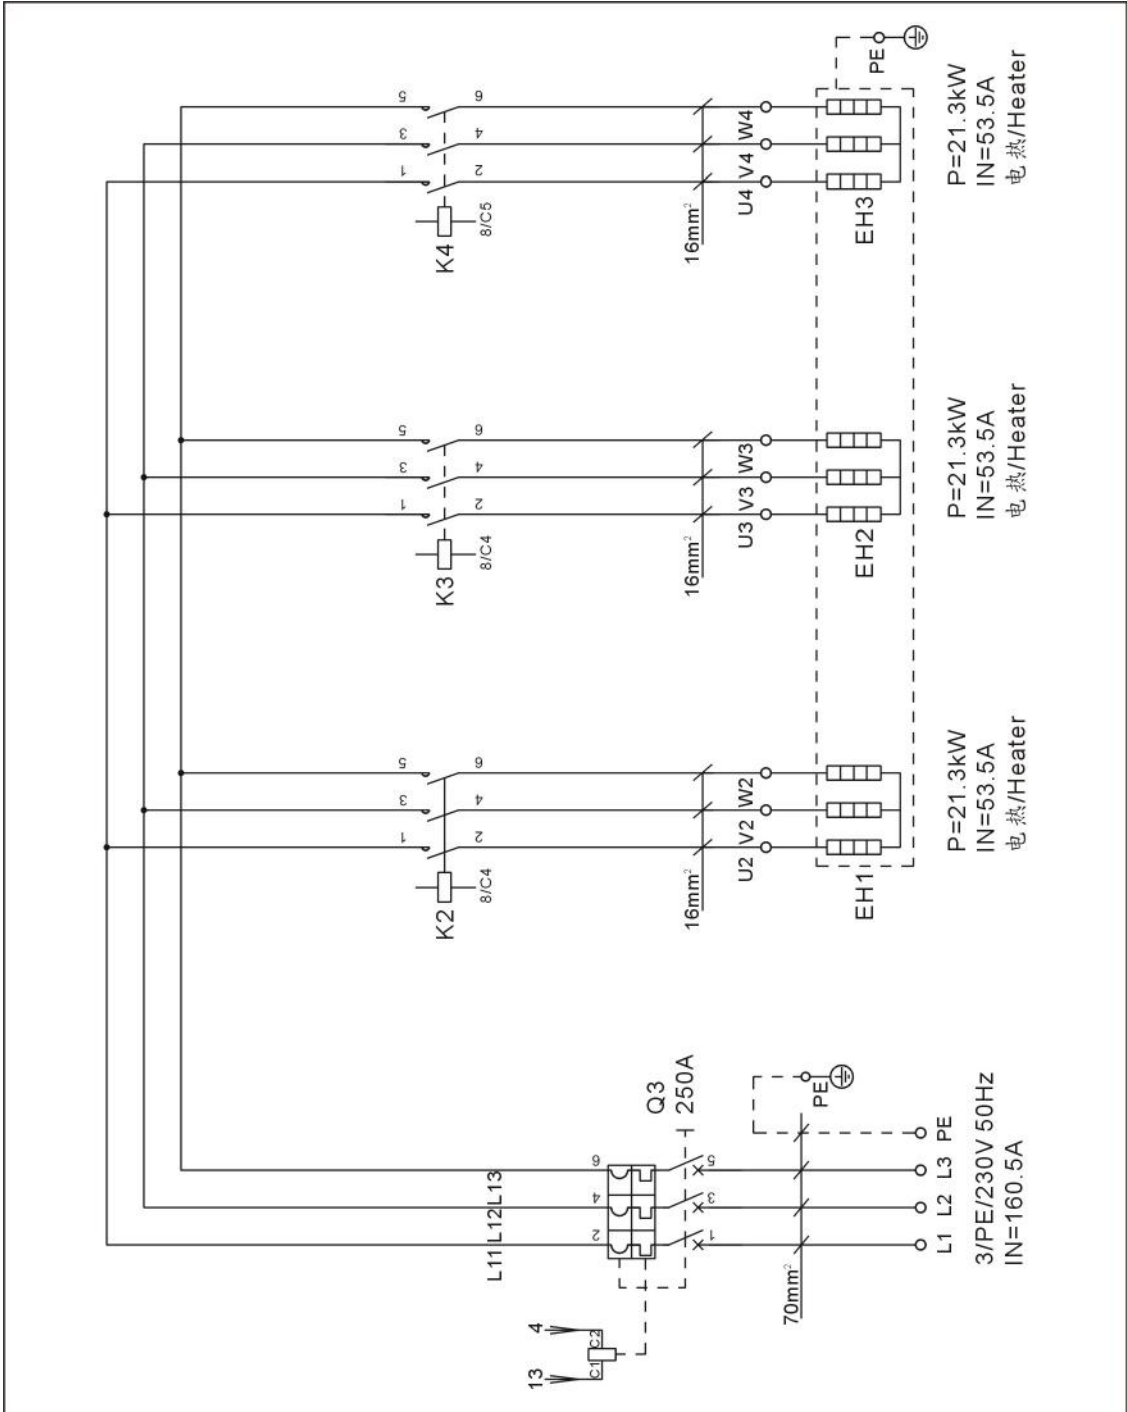 5
3
1
6
4
2
K4
8/C5
16mm²
U4 V4 W4
PE
EH3
P=21.3kW
IN=53.5A
电热/Heater
5
3
1
6
4
2
K3
8/C4
16mm²
U3 V3 W3
EH2
P=21.3kW
IN=53.5A
电热/Heater
5
3
1
6
4
2
K2
8/C4
16mm²
U2 V2 W2
EH1
P=21.3kW
IN=53.5A
电热/Heater
L11 L12 L13
2
4
6
Q3
250A
1
3
5
13
4
C1
C2
70mm²
PE
L1 L2 L3 PE
3/PE/230V 50Hz
IN=160.5A